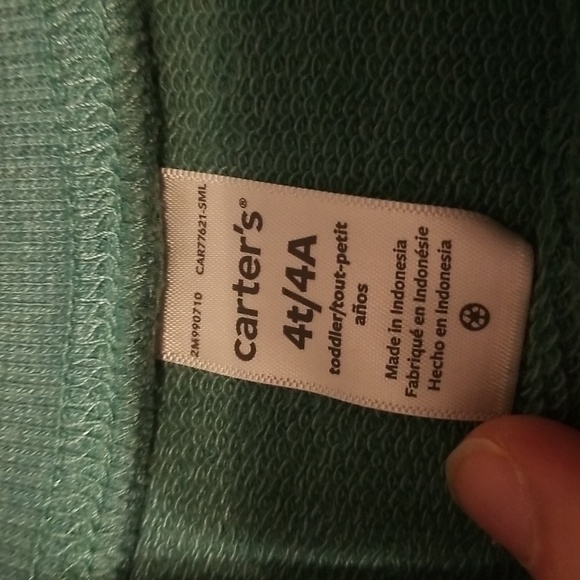 2M990710 CAR77621-SML
carter's®
4t/4A
toddler/tout-petit
años
Made in Indonesia
Fabriqué en Indonésie
Hecho en Indonesia